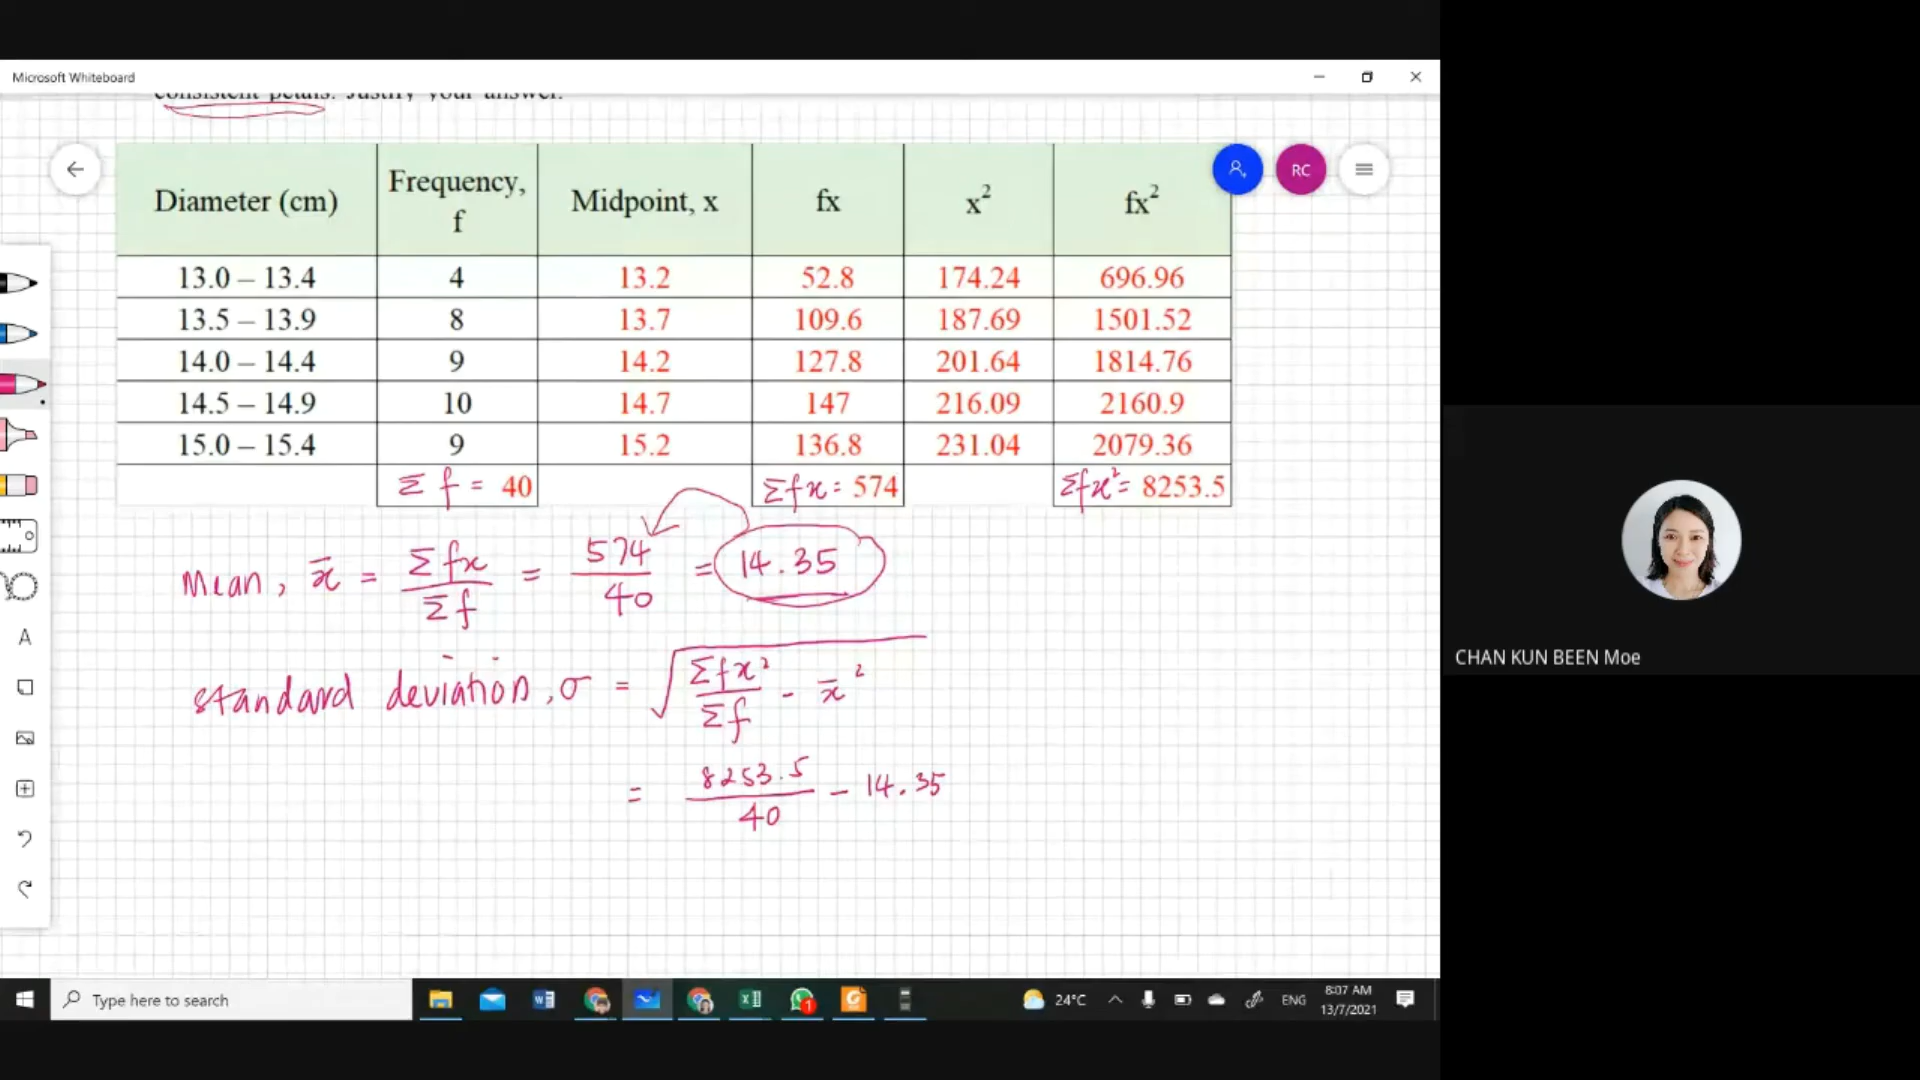 Microsoft Whiteboard
consistent petals. Justify your answer.
RC
Diameter (cm) Frequency, f Midpoint, x fx x² fx²
13.0 – 13.4 4 13.2 52.8 174.24 696.96
13.5 – 13.9 8 13.7 109.6 187.69 1501.52
14.0 – 14.4 9 14.2 127.8 201.64 1814.76
14.5 – 14.9 10 14.7 147 216.09 2160.9
15.0 – 15.4 9 15.2 136.8 231.04 2079.36
Σf = 40 Σfx = 574 Σfx² = 8253.5
Mean, x̄ = Σfx / Σf = 574 / 40 = 14.35
standard deviation, σ = √(Σfx² / Σf - x̄²)
= 8253.5 / 40 - 14.35
CHAN KUN BEEN Moe
Type here to search
24°C
ENG
8:07 AM
13/7/2021